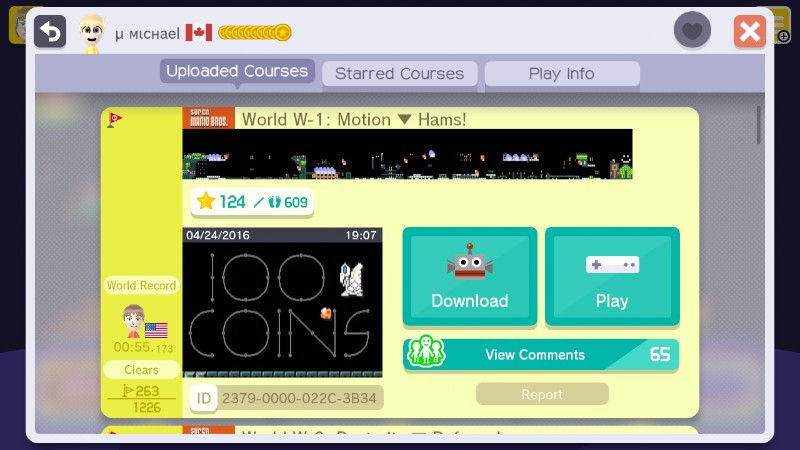 μ мιcнael
Uploaded Courses
Starred Courses
Play Info
SUPER
MARIO BROS.
World W-1: Motion ▼ Hams!
124 / 609
04/24/2016 19:07
100
COINS
World Record
00:55.173
Clears
263
1226
Download
Play
View Comments 65
ID 2379-0000-022C-3B34
Report
SUPER